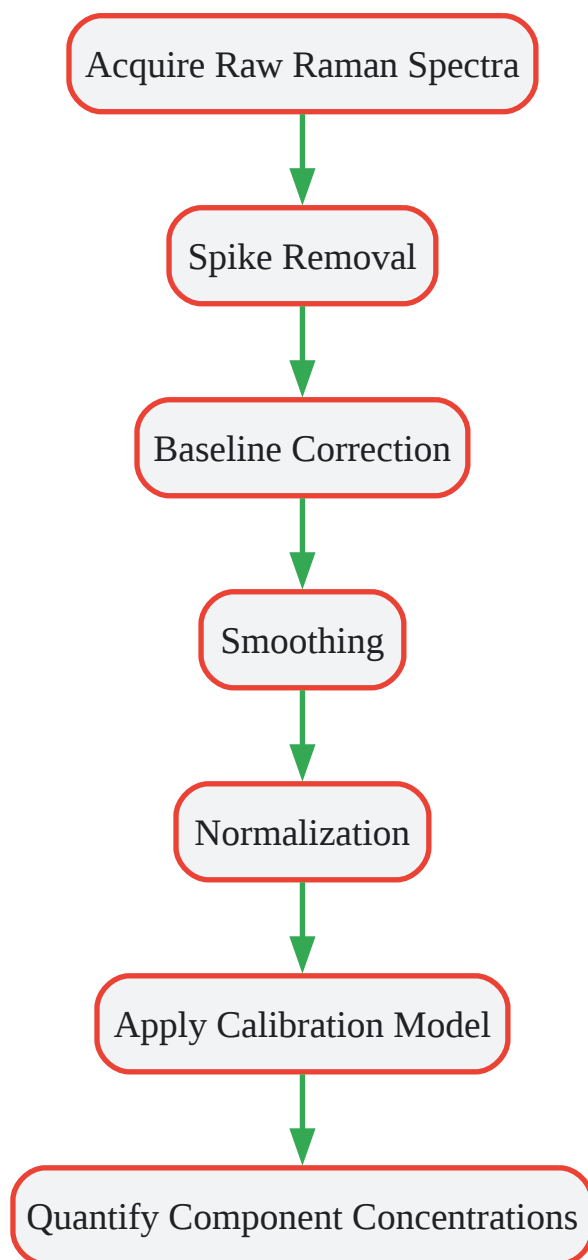 Acquire Raw Raman Spectra
Spike Removal
Baseline Correction
Smoothing
Normalization
Apply Calibration Model
Quantify Component Concentrations